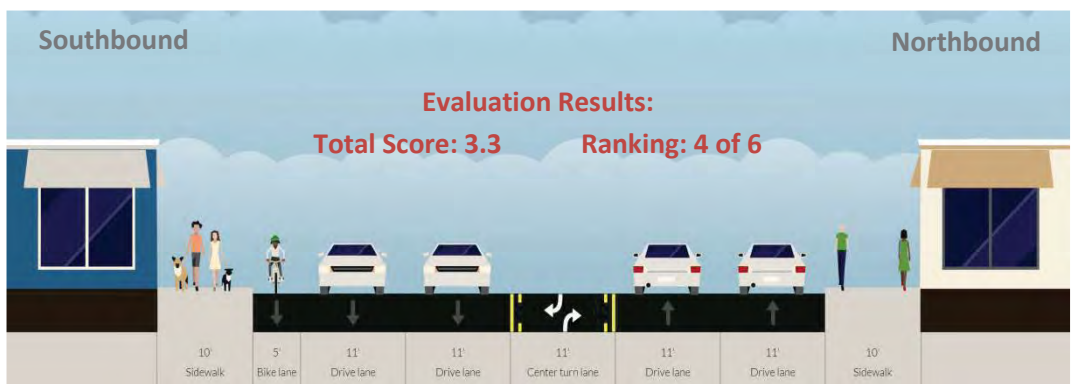 Southbound Northbound
Evaluation Results:
Total Score: 3.3 Ranking: 4 of 6
10' 5' 11' 11' 11' 11' 11' 10'
Sidewalk Bike lane Drive lane Drive lane Center turn lane Drive lane Drive lane Sidewalk